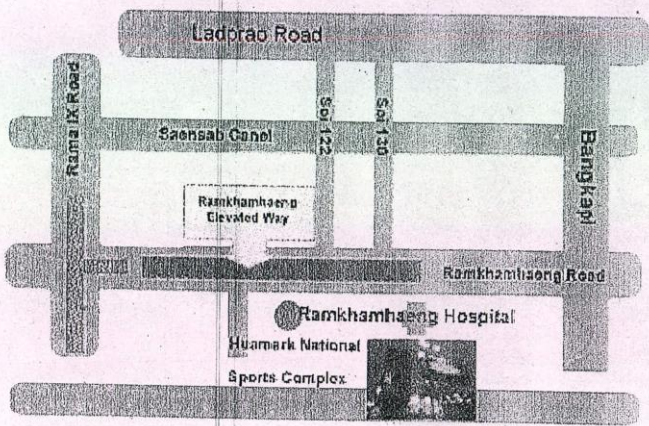 Ladprao Road
Rama IX Road
Soi 122
Soi 130
Saensab Canel
Bangkapi
Ramkhamhaeng
Elevated Way
Ramkhamhaeng Road
Ramkhamhaeng Hospital
Huamark National
Sports Complex